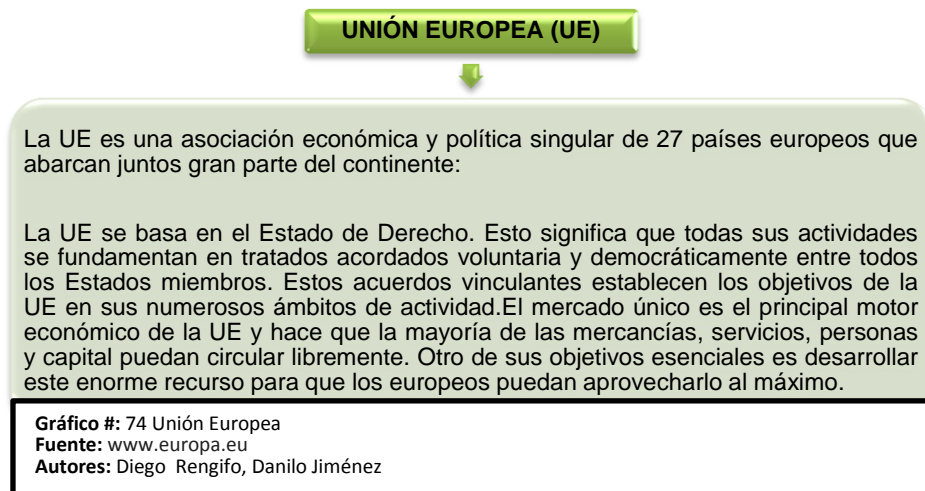 UNIÓN EUROPEA (UE)
La UE es una asociación económica y política singular de 27 países europeos que
abarcan juntos gran parte del continente:
La UE se basa en el Estado de Derecho. Esto significa que todas sus actividades
se fundamentan en tratados acordados voluntaria y democráticamente entre todos
los Estados miembros. Estos acuerdos vinculantes establecen los objetivos de la
UE en sus numerosos ámbitos de actividad.El mercado único es el principal motor
económico de la UE y hace que la mayoría de las mercancías, servicios, personas
y capital puedan circular libremente. Otro de sus objetivos esenciales es desarrollar
este enorme recurso para que los europeos puedan aprovecharlo al máximo.
Gráfico #: 74 Unión Europea
Fuente: www.europa.eu
Autores: Diego Rengifo, Danilo Jiménez